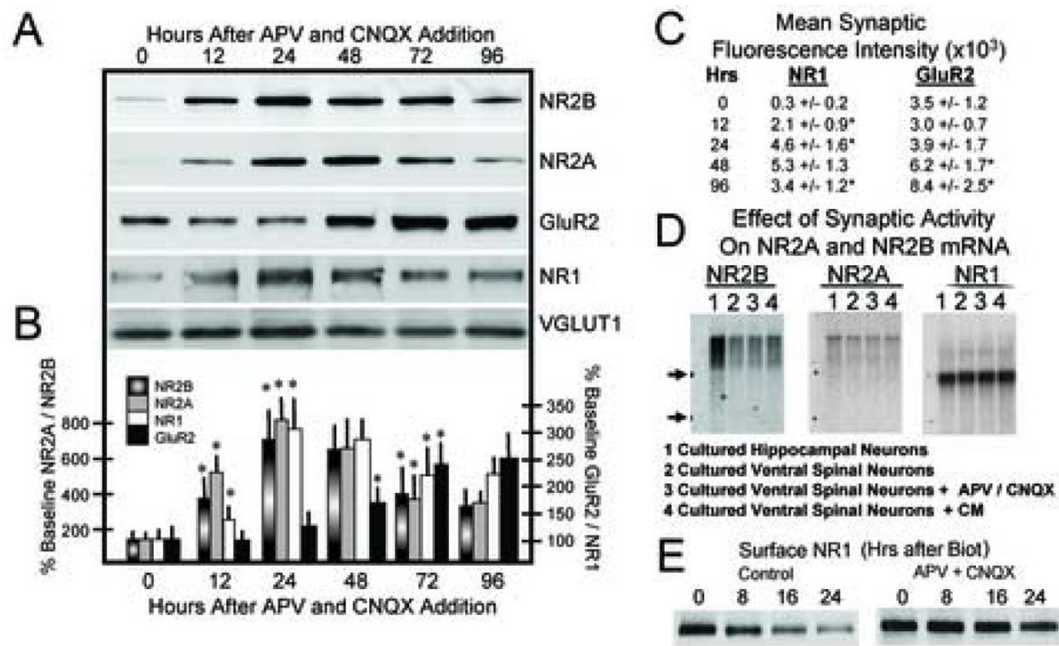 A
Hours After APV and CNQX Addition
0 12 24 48 72 96
NR2B
NR2A
GluR2
NR1
VGLUT1
B
NR2B
NR2A
NR1
GluR2
% Baseline NR2A / NR2B
800
600
400
200
* * * * * * * * * * *
% Baseline GluR2 / NR1
350
300
250
200
150
100
0 12 24 48 72 96
Hours After APV and CNQX Addition
C
Mean Synaptic
Fluorescence Intensity (x10³)
Hrs NR1 GluR2
0 0.3 +/- 0.2 3.5 +/- 1.2
12 2.1 +/- 0.9* 3.0 +/- 0.7
24 4.6 +/- 1.6* 3.9 +/- 1.7
48 5.3 +/- 1.3 6.2 +/- 1.7*
96 3.4 +/- 1.2* 8.4 +/- 2.5*
D
Effect of Synaptic Activity
On NR2A and NR2B mRNA
NR2B NR2A NR1
1 2 3 4 1 2 3 4 1 2 3 4
1 Cultured Hippocampal Neurons
2 Cultured Ventral Spinal Neurons
3 Cultured Ventral Spinal Neurons + APV / CNQX
4 Cultured Ventral Spinal Neurons + CM
E
Surface NR1 (Hrs after Biot)
Control APV + CNQX
0 8 16 24 0 8 16 24